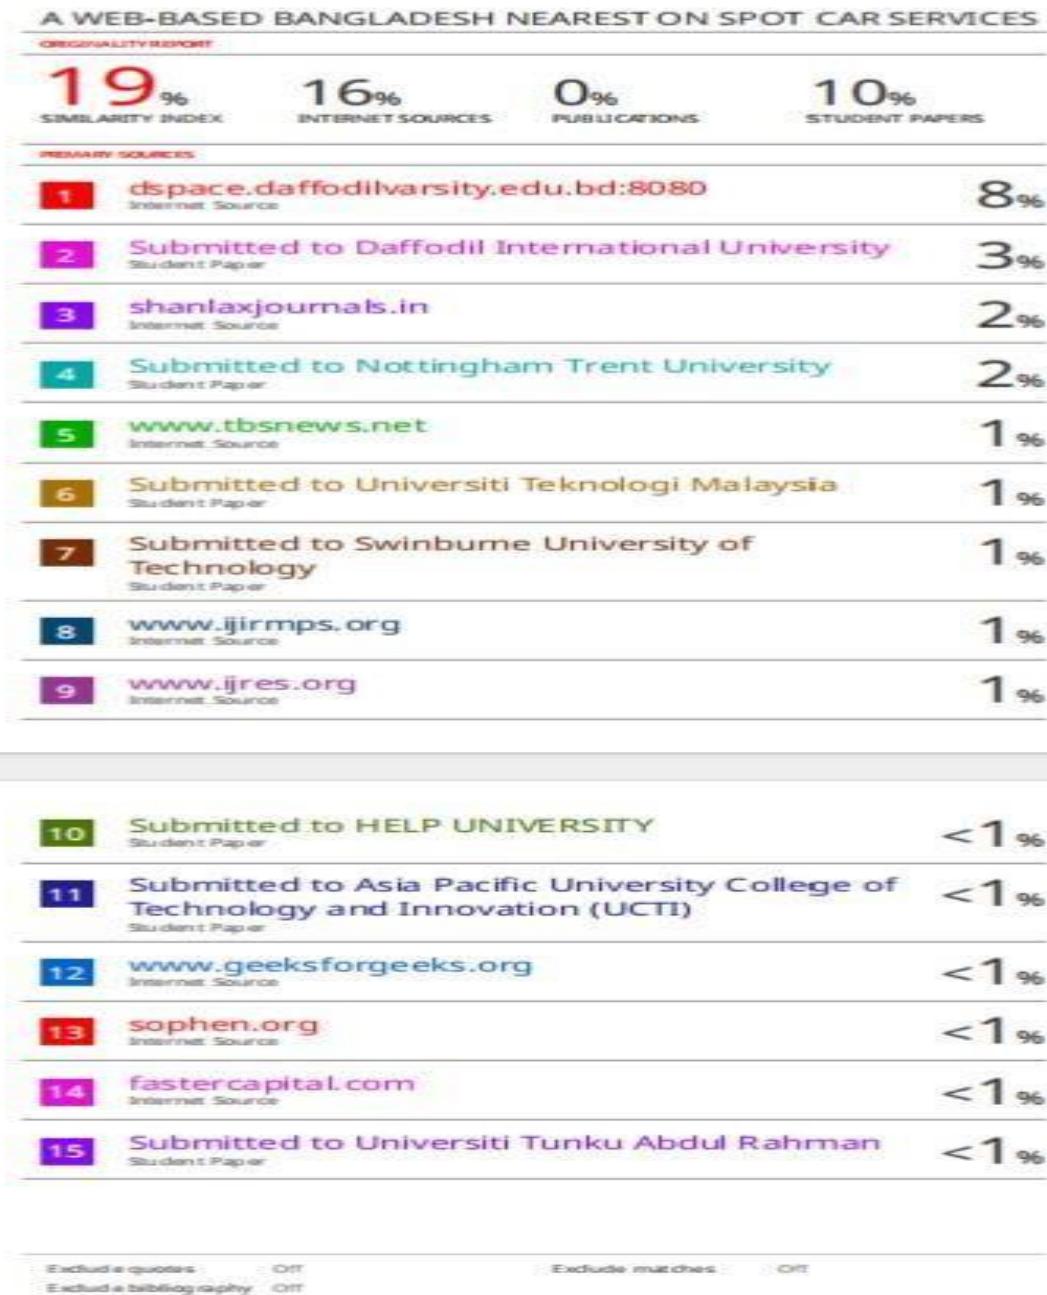 A WEB-BASED BANGLADESH NEAREST ON SPOT CAR SERVICES
ORIGINALITY REPORT
19% 16% 0% 10%
SIMILARITY INDEX INTERNET SOURCES PUBLICATIONS STUDENT PAPERS
PRIMARY SOURCES
1 dspace.daffodilvarsity.edu.bd:8080 8%
Internet Source
2 Submitted to Daffodil International University 3%
Student Paper
3 shanlaxjournals.in 2%
Internet Source
4 Submitted to Nottingham Trent University 2%
Student Paper
5 www.tbsnews.net 1%
Internet Source
6 Submitted to Universiti Teknologi Malaysia 1%
Student Paper
7 Submitted to Swinburne University of 1%
Technology
Student Paper
8 www.ijirmps.org 1%
Internet Source
9 www.ijres.org 1%
Internet Source
10 Submitted to HELP UNIVERSITY <1%
Student Paper
11 Submitted to Asia Pacific University College of <1%
Technology and Innovation (UCTI)
Student Paper
12 www.geeksforgeeks.org <1%
Internet Source
13 sophen.org <1%
Internet Source
14 fastercapital.com <1%
Internet Source
15 Submitted to Universiti Tunku Abdul Rahman <1%
Student Paper
Exclude quotes Off Exclude matches Off
Exclude bibliography Off